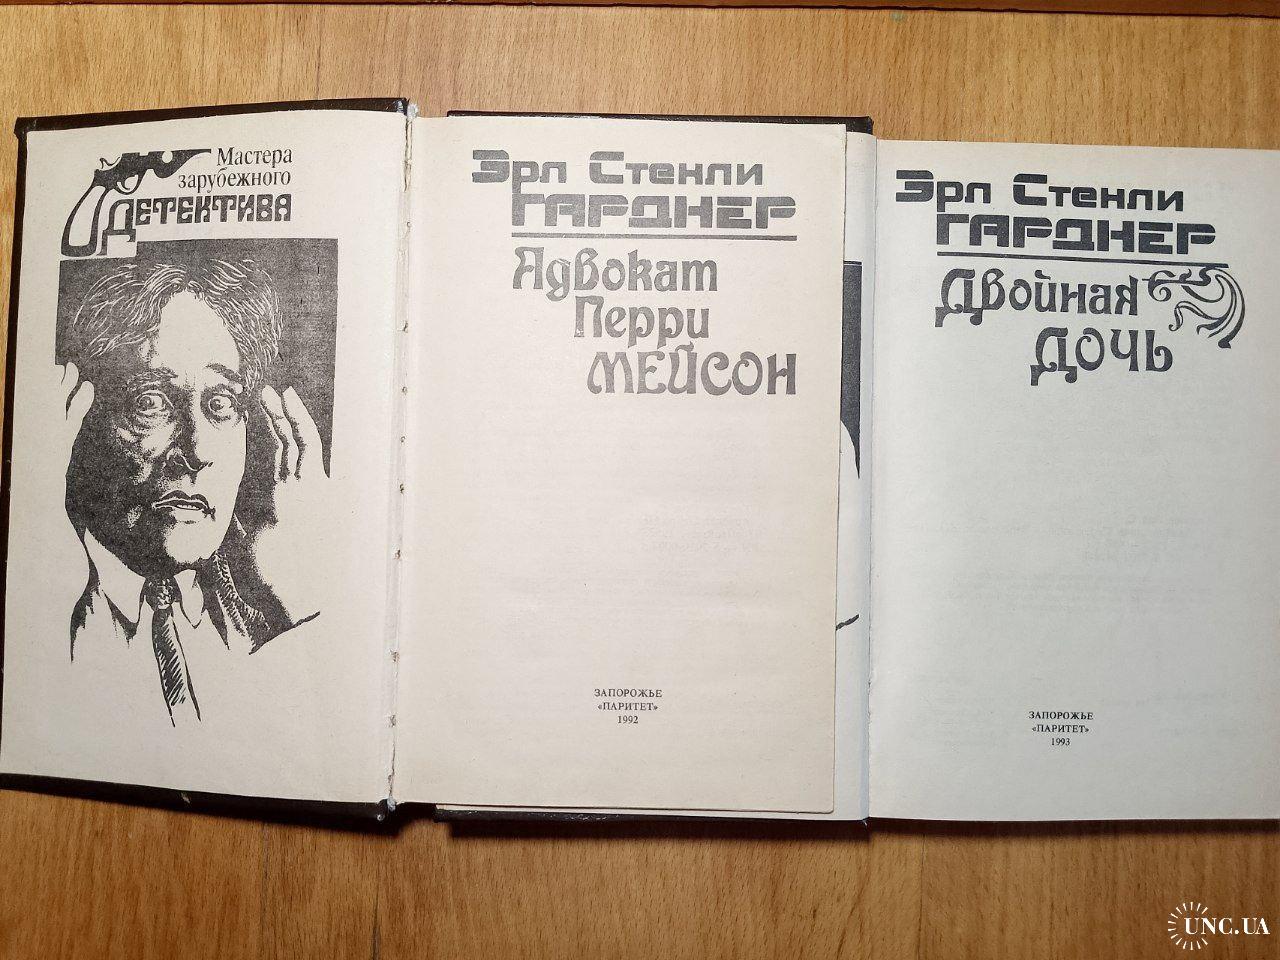 Мастера
зарубежного
ДЕТЕКТИВА
Эрл Стенли
ГАРДНЕР
Адвокат
Перри
МЕЙСОН
ЗАПОРОЖЬЕ
«ПАРИТЕТ»
1992
Эрл Стенли
ГАРДНЕР
Двойная
ДОЧЬ
ЗАПОРОЖЬЕ
«ПАРИТЕТ»
1993
UNC.UA